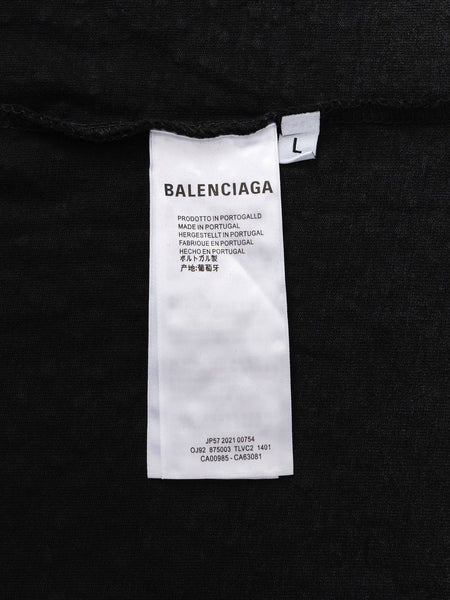 L
BALENCIAGA
PRODOTTO IN PORTOGALLD
MADE IN PORTUGAL
HERGESTELLT IN PORTUGAL
FABRIQUE EN PORTUGAL
HECHO EN PORTUGAL
ポルトガル製
产地:葡萄牙
JP57 2021 00754
OJ92 875003 TLVC2 1401
CA00985 - CA63081